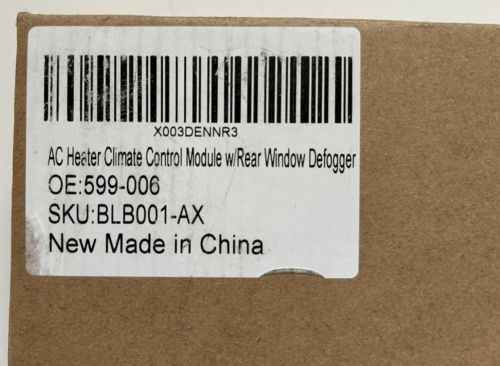 X003DENNR3
AC Heater Climate Control Module w/Rear Window Defogger
OE:599-006
SKU:BLB001-AX
New Made in China